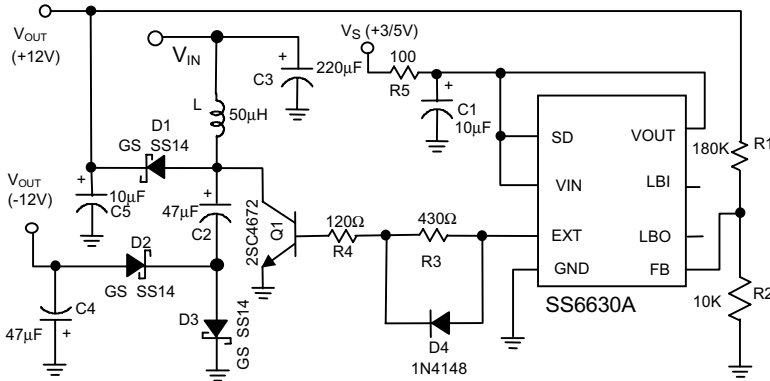 VOUT
(+12V)
VIN
C3
+
220µF
VS (+3/5V)
100
R5
+
C1
10µF
L
50µH
D1
GS SS14
+
10µF
C5
VOUT
(-12V)
+
47µF
C2
2SC4672
Q1
120Ω
R4
430Ω
R3
D4
1N4148
D2
GS SS14
C4
47µF
+
D3
GS SS14
SD
VIN
EXT
GND
VOUT
LBI
LBO
FB
SS6630A
R1
180K
R2
10K